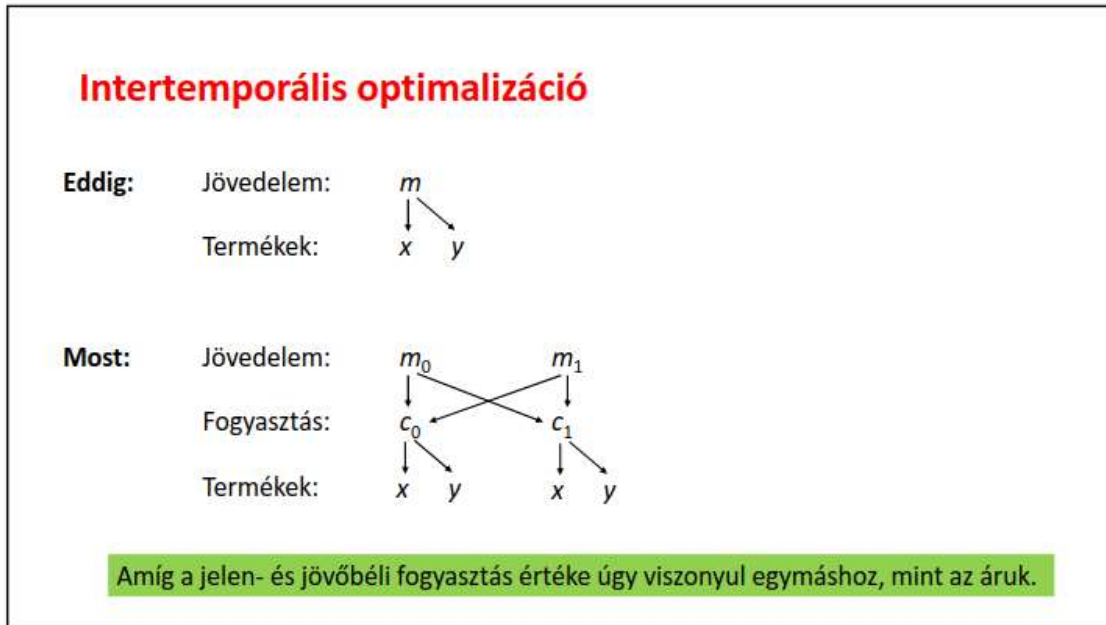 Intertemporális optimalizáció
Eddig: Jövedelem: m
Termékek: x y
Most: Jövedelem: m₀ m₁
Fogyasztás: c₀ c₁
Termékek: x y x y
Amíg a jelen- és jövőbéli fogyasztás értéke úgy viszonyul egymáshoz, mint az áruk.